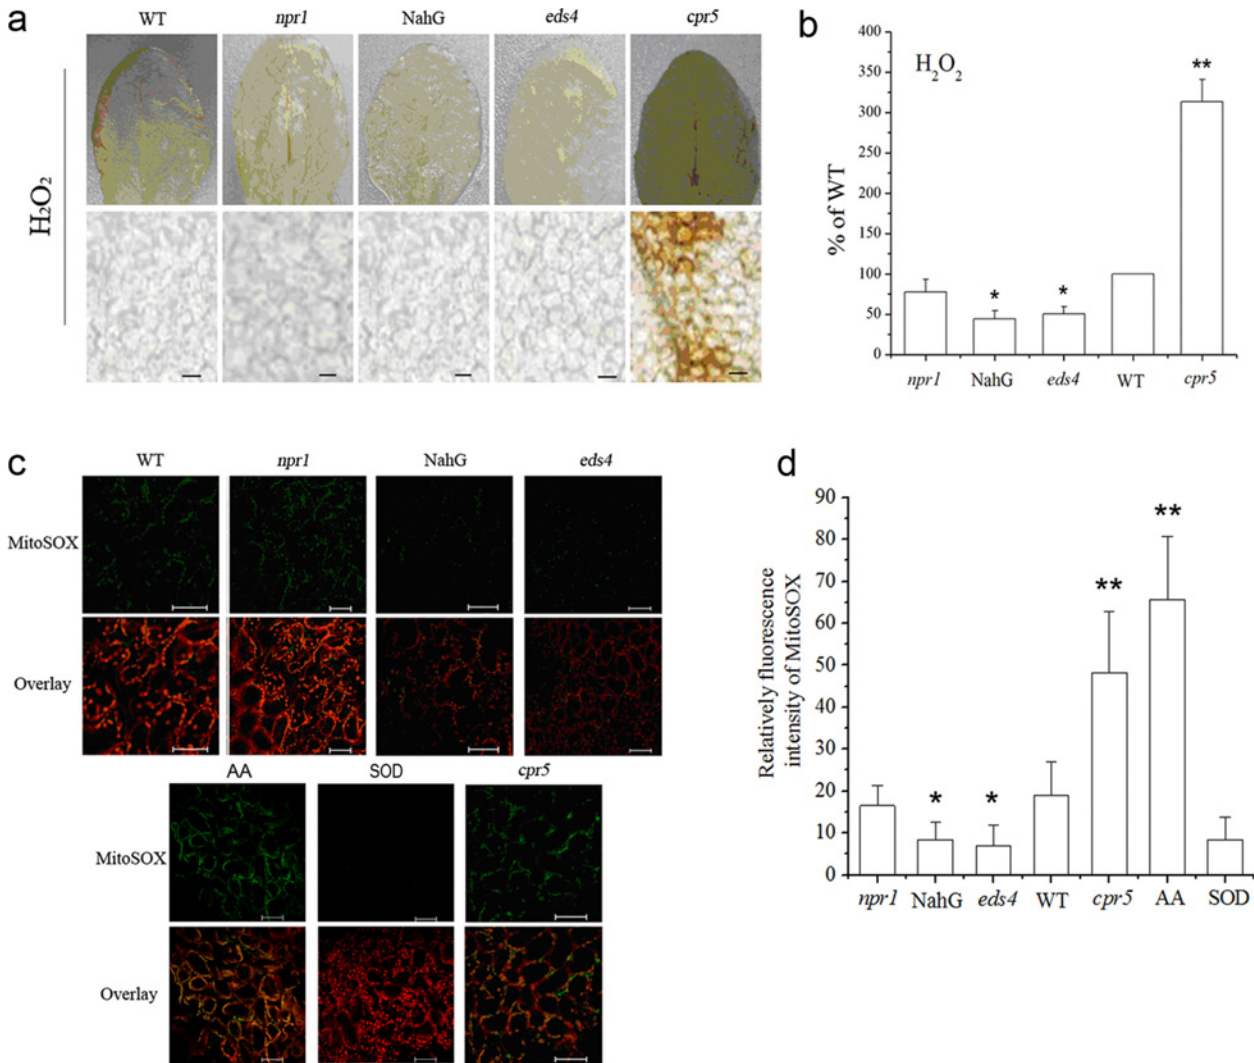 a
WT npr1 NahG eds4 cpr5
H₂O₂
b
H₂O₂
% of WT
400
350
300
250
200
150
100
50
0
*
*
**
npr1 NahG eds4 WT cpr5
c
WT npr1 NahG eds4
MitoSOX
Overlay
AA SOD cpr5
MitoSOX
Overlay
d
Relatively fluorescence
intensity of MitoSOX
90
80
70
60
50
40
30
20
10
0
*
*
**
**
npr1 NahG eds4 WT cpr5 AA SOD